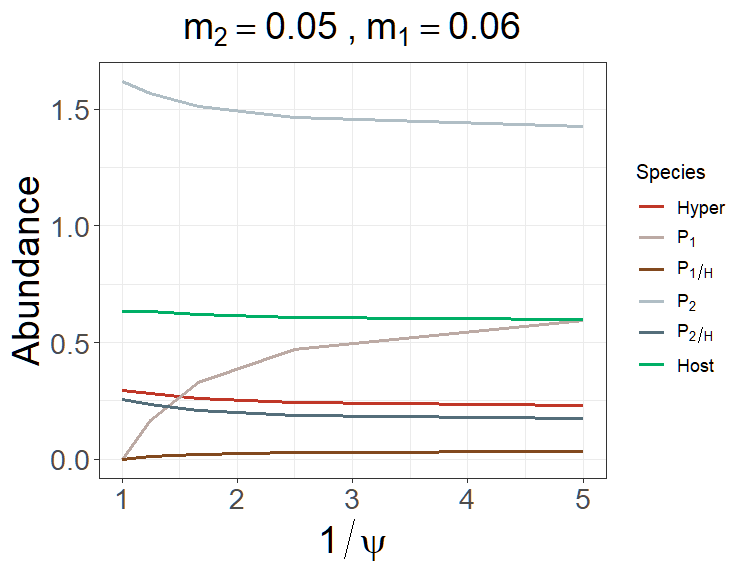 m₂ = 0.05 , m₁ = 0.06
Abundance
1.5
1.0
0.5
0.0
1 2 3 4 5
1/ψ
Species
Hyper
P₁
P₁/H
P₂
P₂/H
Host